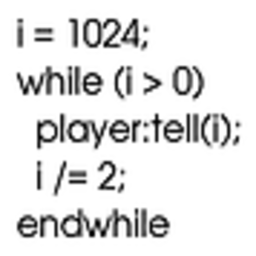 i = 1024;
while (i > 0)
player:tell(i);
i /= 2;
endwhile